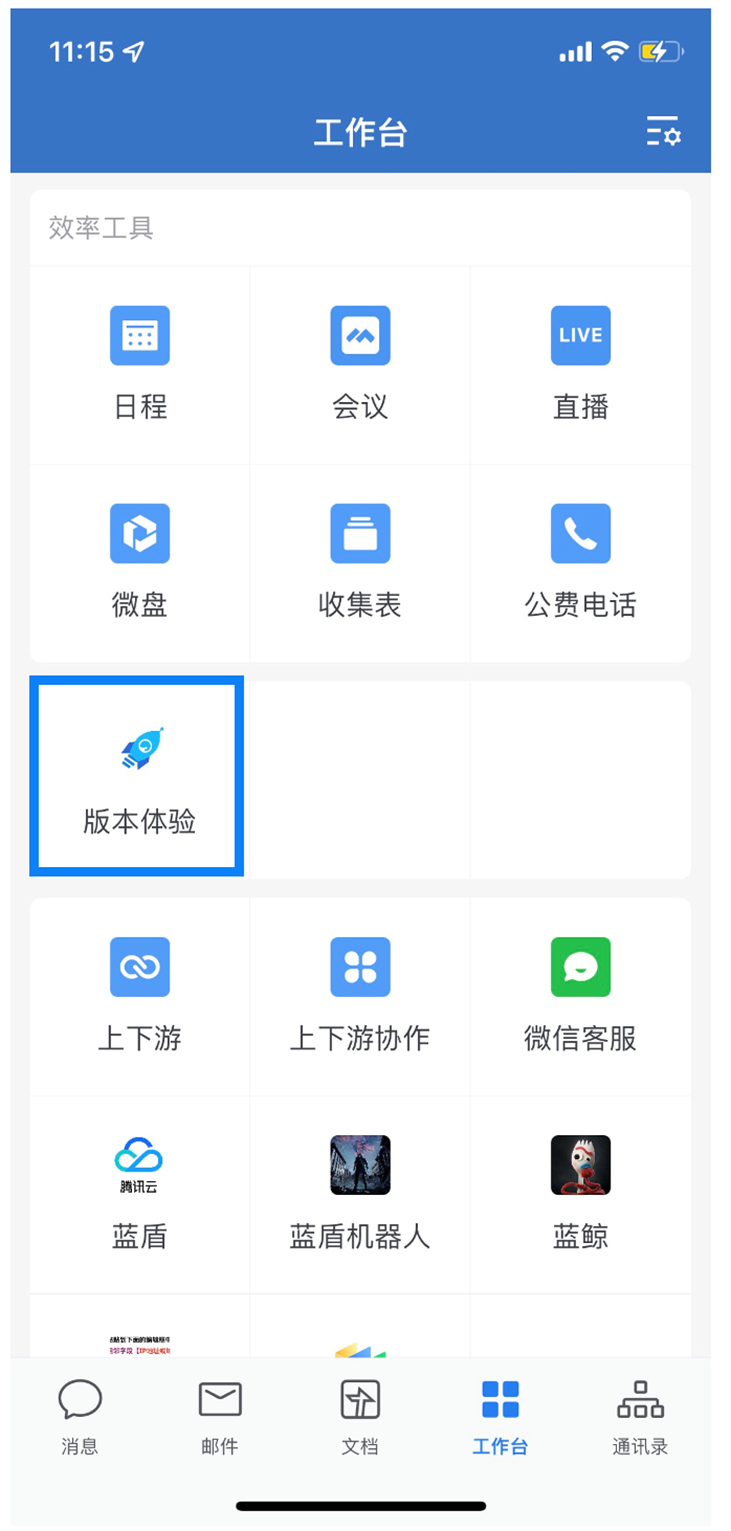 11:15
工作台
效率工具
日程
会议
LIVE
直播
微盘
收集表
公费电话
版本体验
上下游
上下游协作
微信客服
腾讯云
蓝盾
蓝盾机器人
蓝鲸
消息
邮件
文档
工作台
通讯录